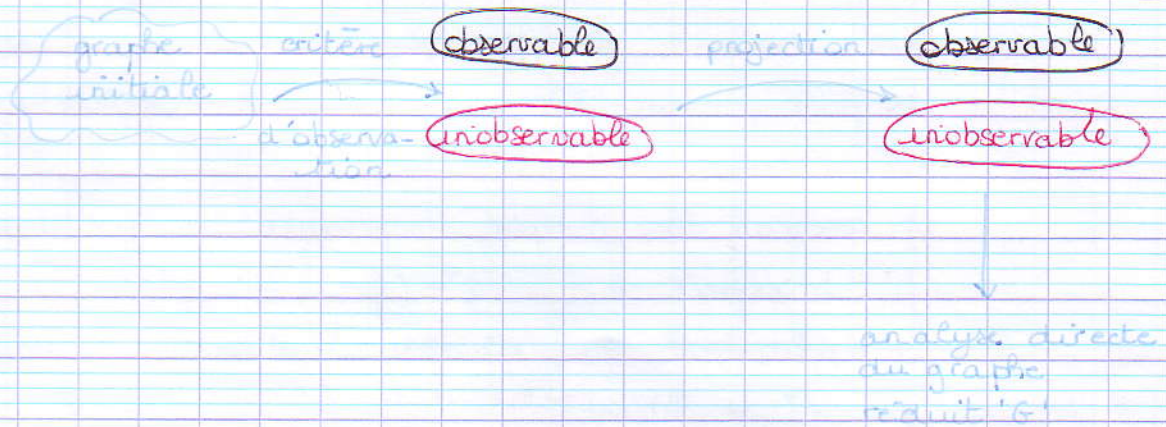 graphe
initiale
critère
d'observa-
tion
observable
inobservable
projection
observable
inobservable
analyse directe
du graphe
réduit 'G'